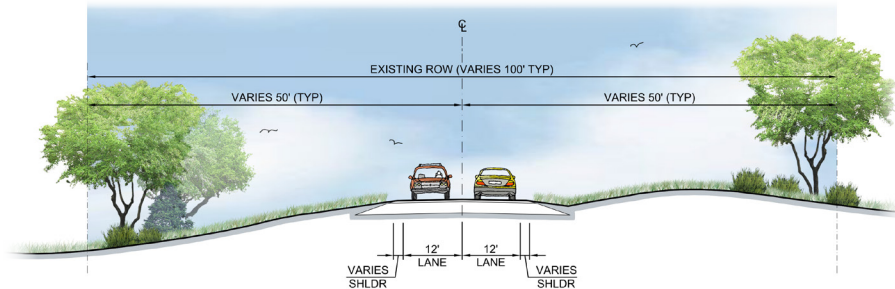 ℄
EXISTING ROW (VARIES 100' TYP)
VARIES 50' (TYP)
VARIES 50' (TYP)
12'
LANE
12'
LANE
VARIES
SHLDR
VARIES
SHLDR